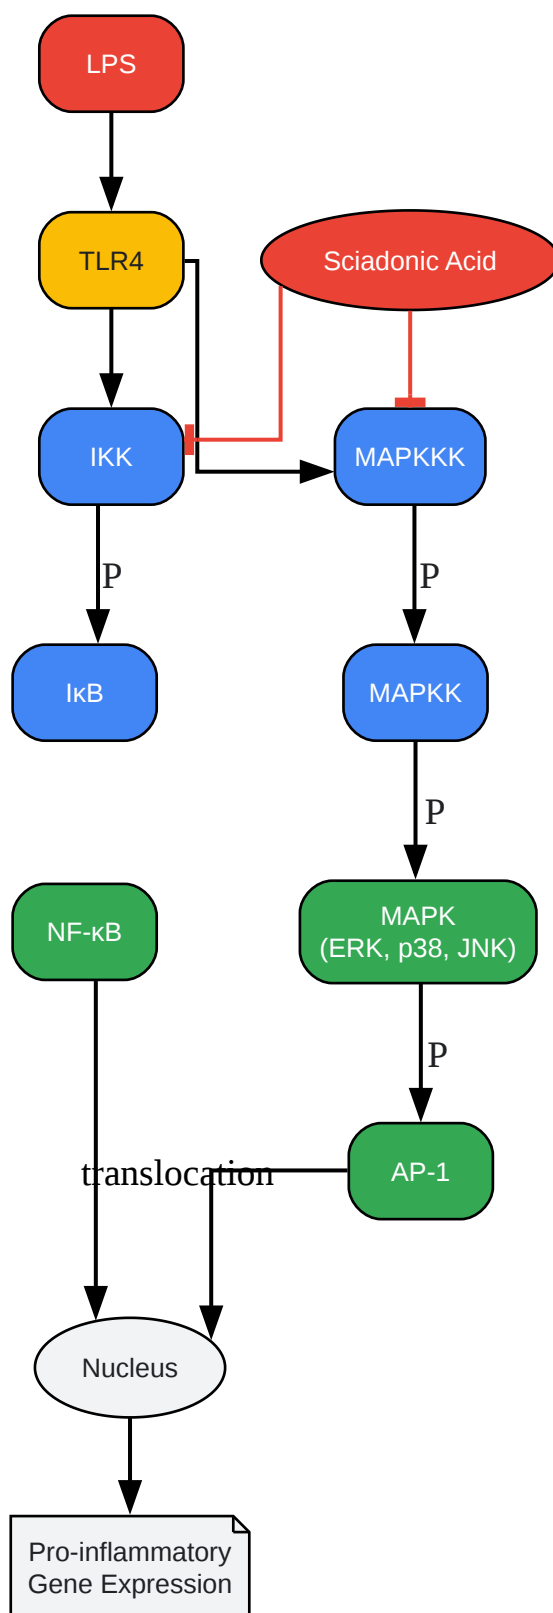 LPS
TLR4
Sciadonic Acid
IKK
MAPKKK
P
P
IκB
MAPKK
P
NF-κB
MAPK
(ERK, p38, JNK)
P
translocation
AP-1
Nucleus
Pro-inflammatory
Gene Expression